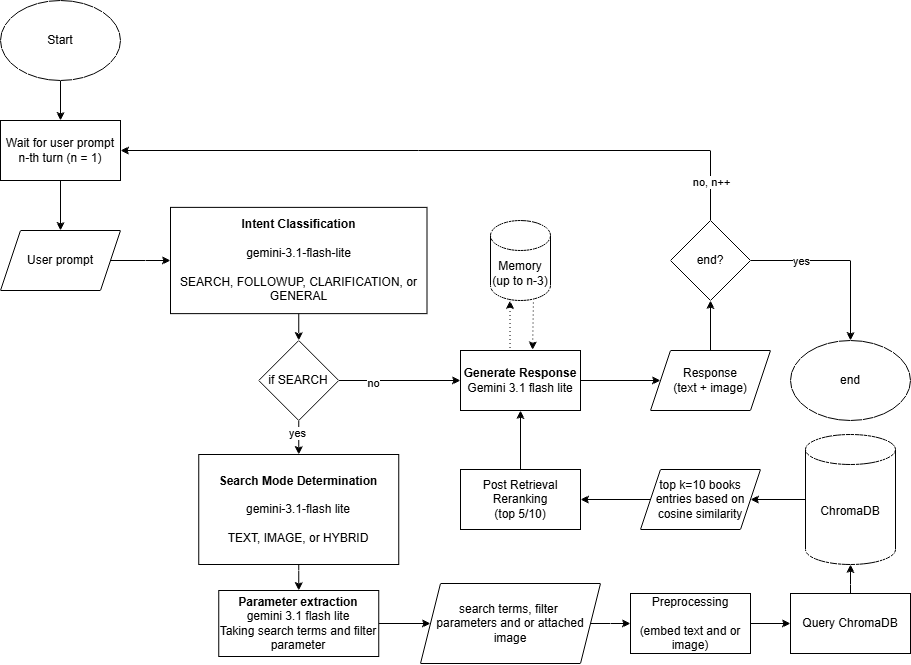 Start
Wait for user prompt
n-th turn (n = 1)
User prompt
Intent Classification
gemini-3.1-flash-lite
SEARCH, FOLLOWUP, CLARIFICATION, or
GENERAL
if SEARCH
no
yes
Search Mode Determination
gemini-3.1-flash lite
TEXT, IMAGE, or HYBRID
Parameter extraction
gemini 3.1 flash lite
Taking search terms and filter
parameter
search terms, filter
parameters and or attached
image
Preprocessing
(embed text and or
image)
Query ChromaDB
ChromaDB
top k=10 books
entries based on
cosine similarity
Post Retrieval
Reranking
(top 5/10)
Generate Response
Gemini 3.1 flash lite
Memory
(up to n-3)
Response
(text + image)
end?
no, n++
yes
end